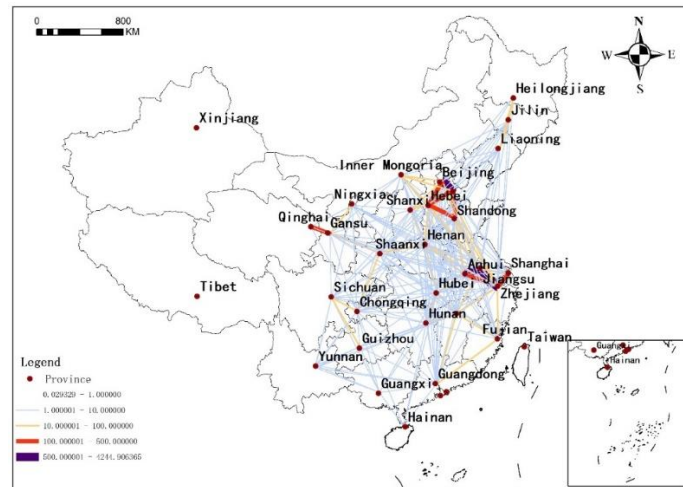 0 800
KM
N
W E
S
Heilongjiang
Jilin
Liaoning
Xinjiang
Inner Mongoria
Beijing
Ningxia
Shanxi
Hebei
Shandong
Qinghai
Gansu
Shaanxi
Henan
Anhui
Shanghai
Jiangsu
Tibet
Sichuan
Hubei
Zhejiang
Chongqing
Hunan
Fujian
Taiwan
Guizhou
Yunnan
Guangxi
Guangdong
Hainan
Legend
Province
0.029329 - 1.000000
1.000001 - 10.000000
10.000001 - 100.000000
100.000001 - 500.000000
500.000001 - 4244.906365
Hainan